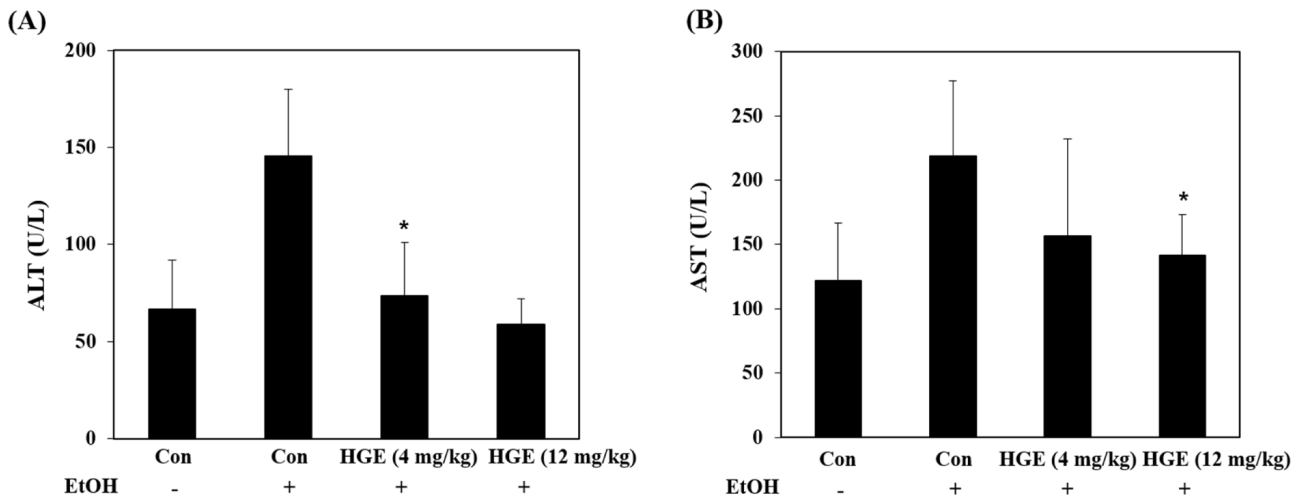 (A)
200
150
100
50
0
ALT (U/L)
*
Con Con HGE (4 mg/kg) HGE (12 mg/kg)
EtOH - + + +
(B)
300
250
200
150
100
50
0
AST (U/L)
*
Con Con HGE (4 mg/kg) HGE (12 mg/kg)
EtOH - + + +